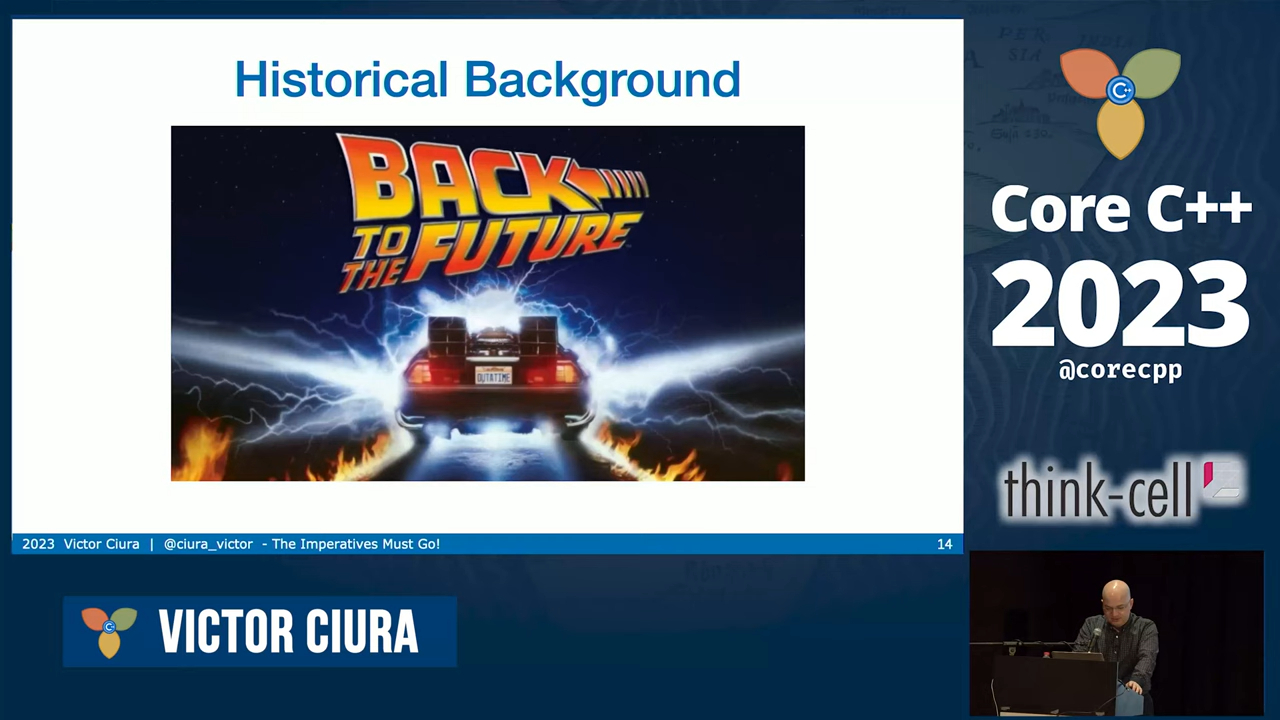 Historical Background
BACK
TO
THE FUTURE
OUTATIME
2023 Victor Ciura | @ciura_victor - The Imperatives Must Go!
14
VICTOR CIURA
C++
Core C++
2023
@corecpp
think-cell